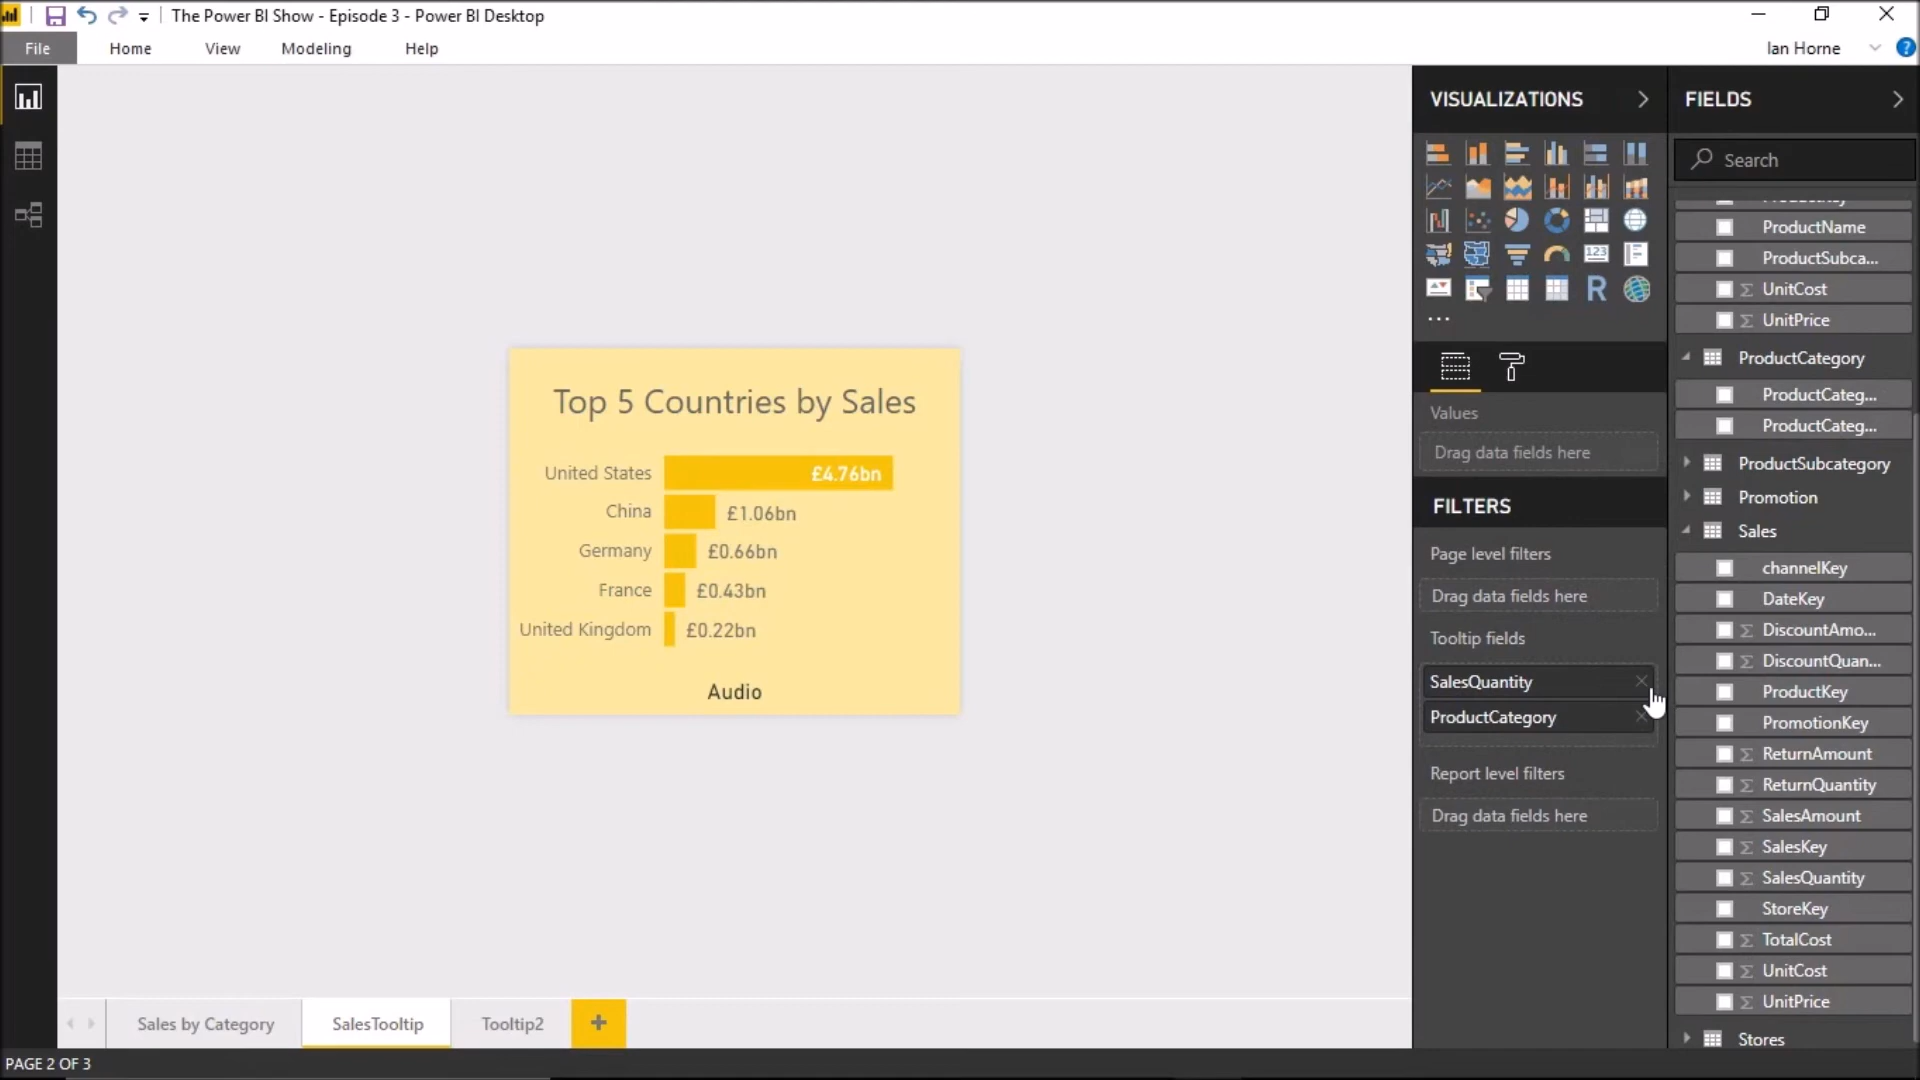 The Power BI Show - Episode 3 - Power BI Desktop
File Home View Modeling Help
Ian Horne
?
Top 5 Countries by Sales
United States £4.76bn
China £1.06bn
Germany £0.66bn
France £0.43bn
United Kingdom £0.22bn
Audio
VISUALIZATIONS
123
R
...
Values
Drag data fields here
FILTERS
Page level filters
Drag data fields here
Tooltip fields
SalesQuantity
ProductCategory
Report level filters
Drag data fields here
FIELDS
Search
ProductName
ProductSubca...
Σ UnitCost
Σ UnitPrice
ProductCategory
ProductCateg...
ProductCateg...
ProductSubcategory
Promotion
Sales
channelKey
DateKey
Σ DiscountAmo...
Σ DiscountQuan...
ProductKey
PromotionKey
Σ ReturnAmount
Σ ReturnQuantity
Σ SalesAmount
Σ SalesKey
Σ SalesQuantity
StoreKey
Σ TotalCost
Σ UnitCost
Σ UnitPrice
Stores
Sales by Category SalesTooltip Tooltip2 +
PAGE 2 OF 3